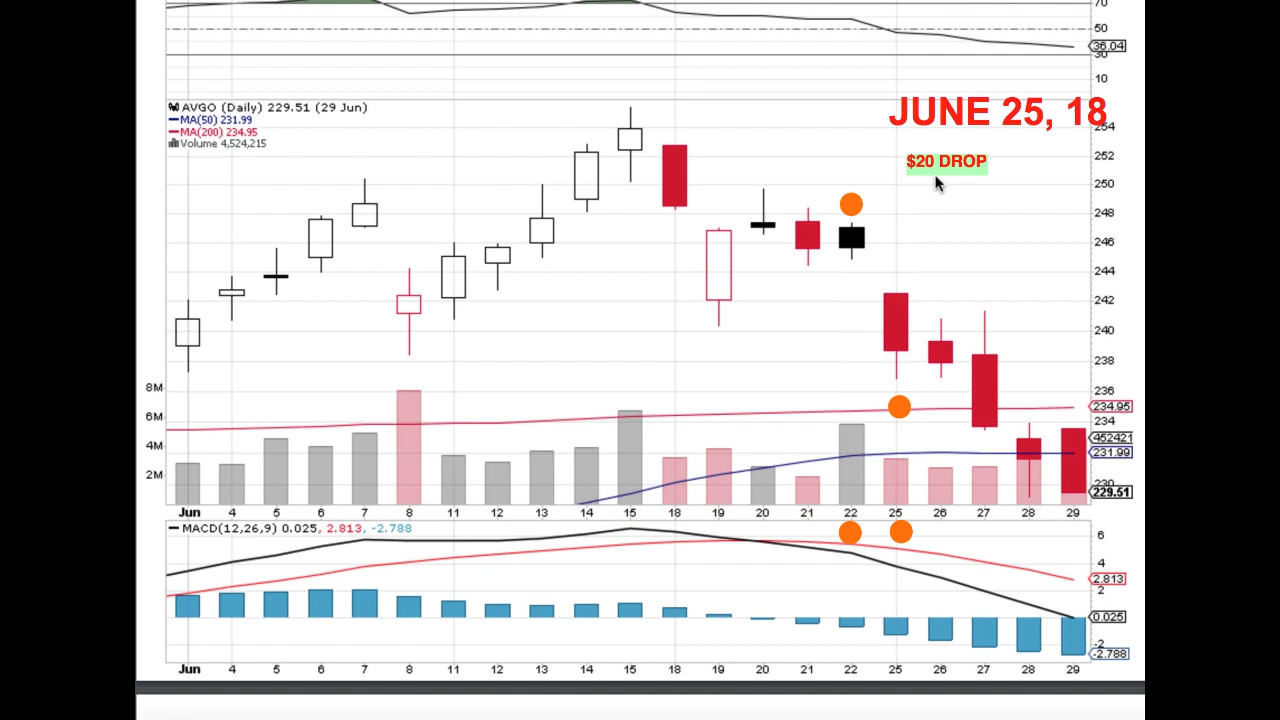 70
50
36.04
30
10
AVGO (Daily) 229.51 (29 Jun)
MA(50) 231.99
MA(200) 234.95
Volume 4,524,215
JUNE 25, 18
$20 DROP
254
252
250
248
246
244
242
240
238
236
234.95
234
452421
231.99
230
229.51
8M
6M
4M
2M
Jun 4 5 6 7 8 11 12 13 14 15 18 19 20 21 22 25 26 27 28 29
MACD(12,26,9) 0.025, 2.813, -2.788
6
4
2.813
2
0.025
-2
-2.788
Jun 4 5 6 7 8 11 12 13 14 15 18 19 20 21 22 25 26 27 28 29